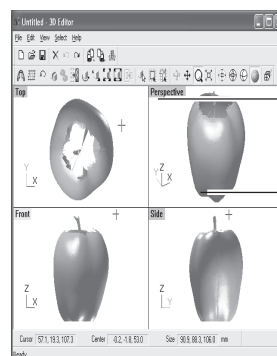 Untitled - 3D Editor
File Edit View Select Help
Top
Perspective
Y
X
Z
Y X
Front
Side
Z
X
Z
Y
Cursor 57.1, 19.3, 107.3 Center -0.2, -1.8, 53.0 Size 90.9, 88.3, 106.0 mm
Ready